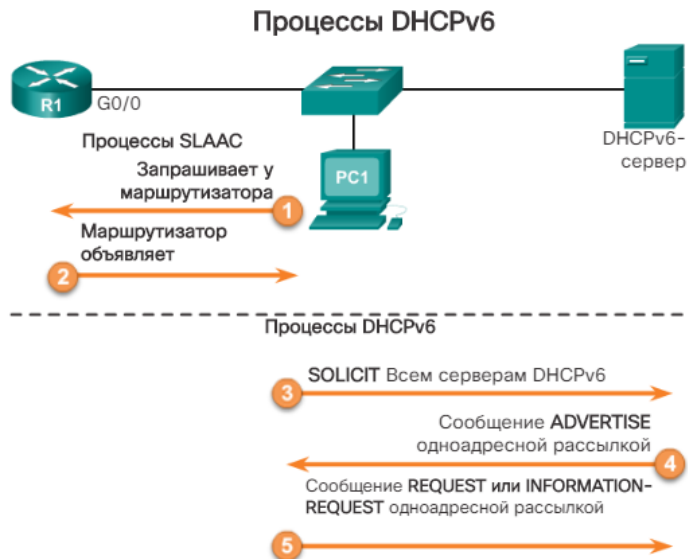 Процессы DHCPv6
R1
G0/0
DHCPv6-
сервер
Процессы SLAAC
Запрашивает у
маршрутизатора
PC1
1
Маршрутизатор
объявляет
2
Процессы DHCPv6
SOLICIT Всем серверам DHCPv6
3
Сообщение ADVERTISE
одноадресной рассылкой
4
Сообщение REQUEST или INFORMATION-
REQUEST одноадресной рассылкой
5